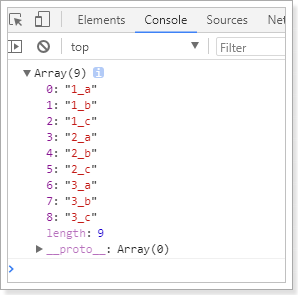 Elements Console Sources Net
top Filter
Array(9) i
0: "1_a"
1: "1_b"
2: "1_c"
3: "2_a"
4: "2_b"
5: "2_c"
6: "3_a"
7: "3_b"
8: "3_c"
length: 9
__proto__: Array(0)